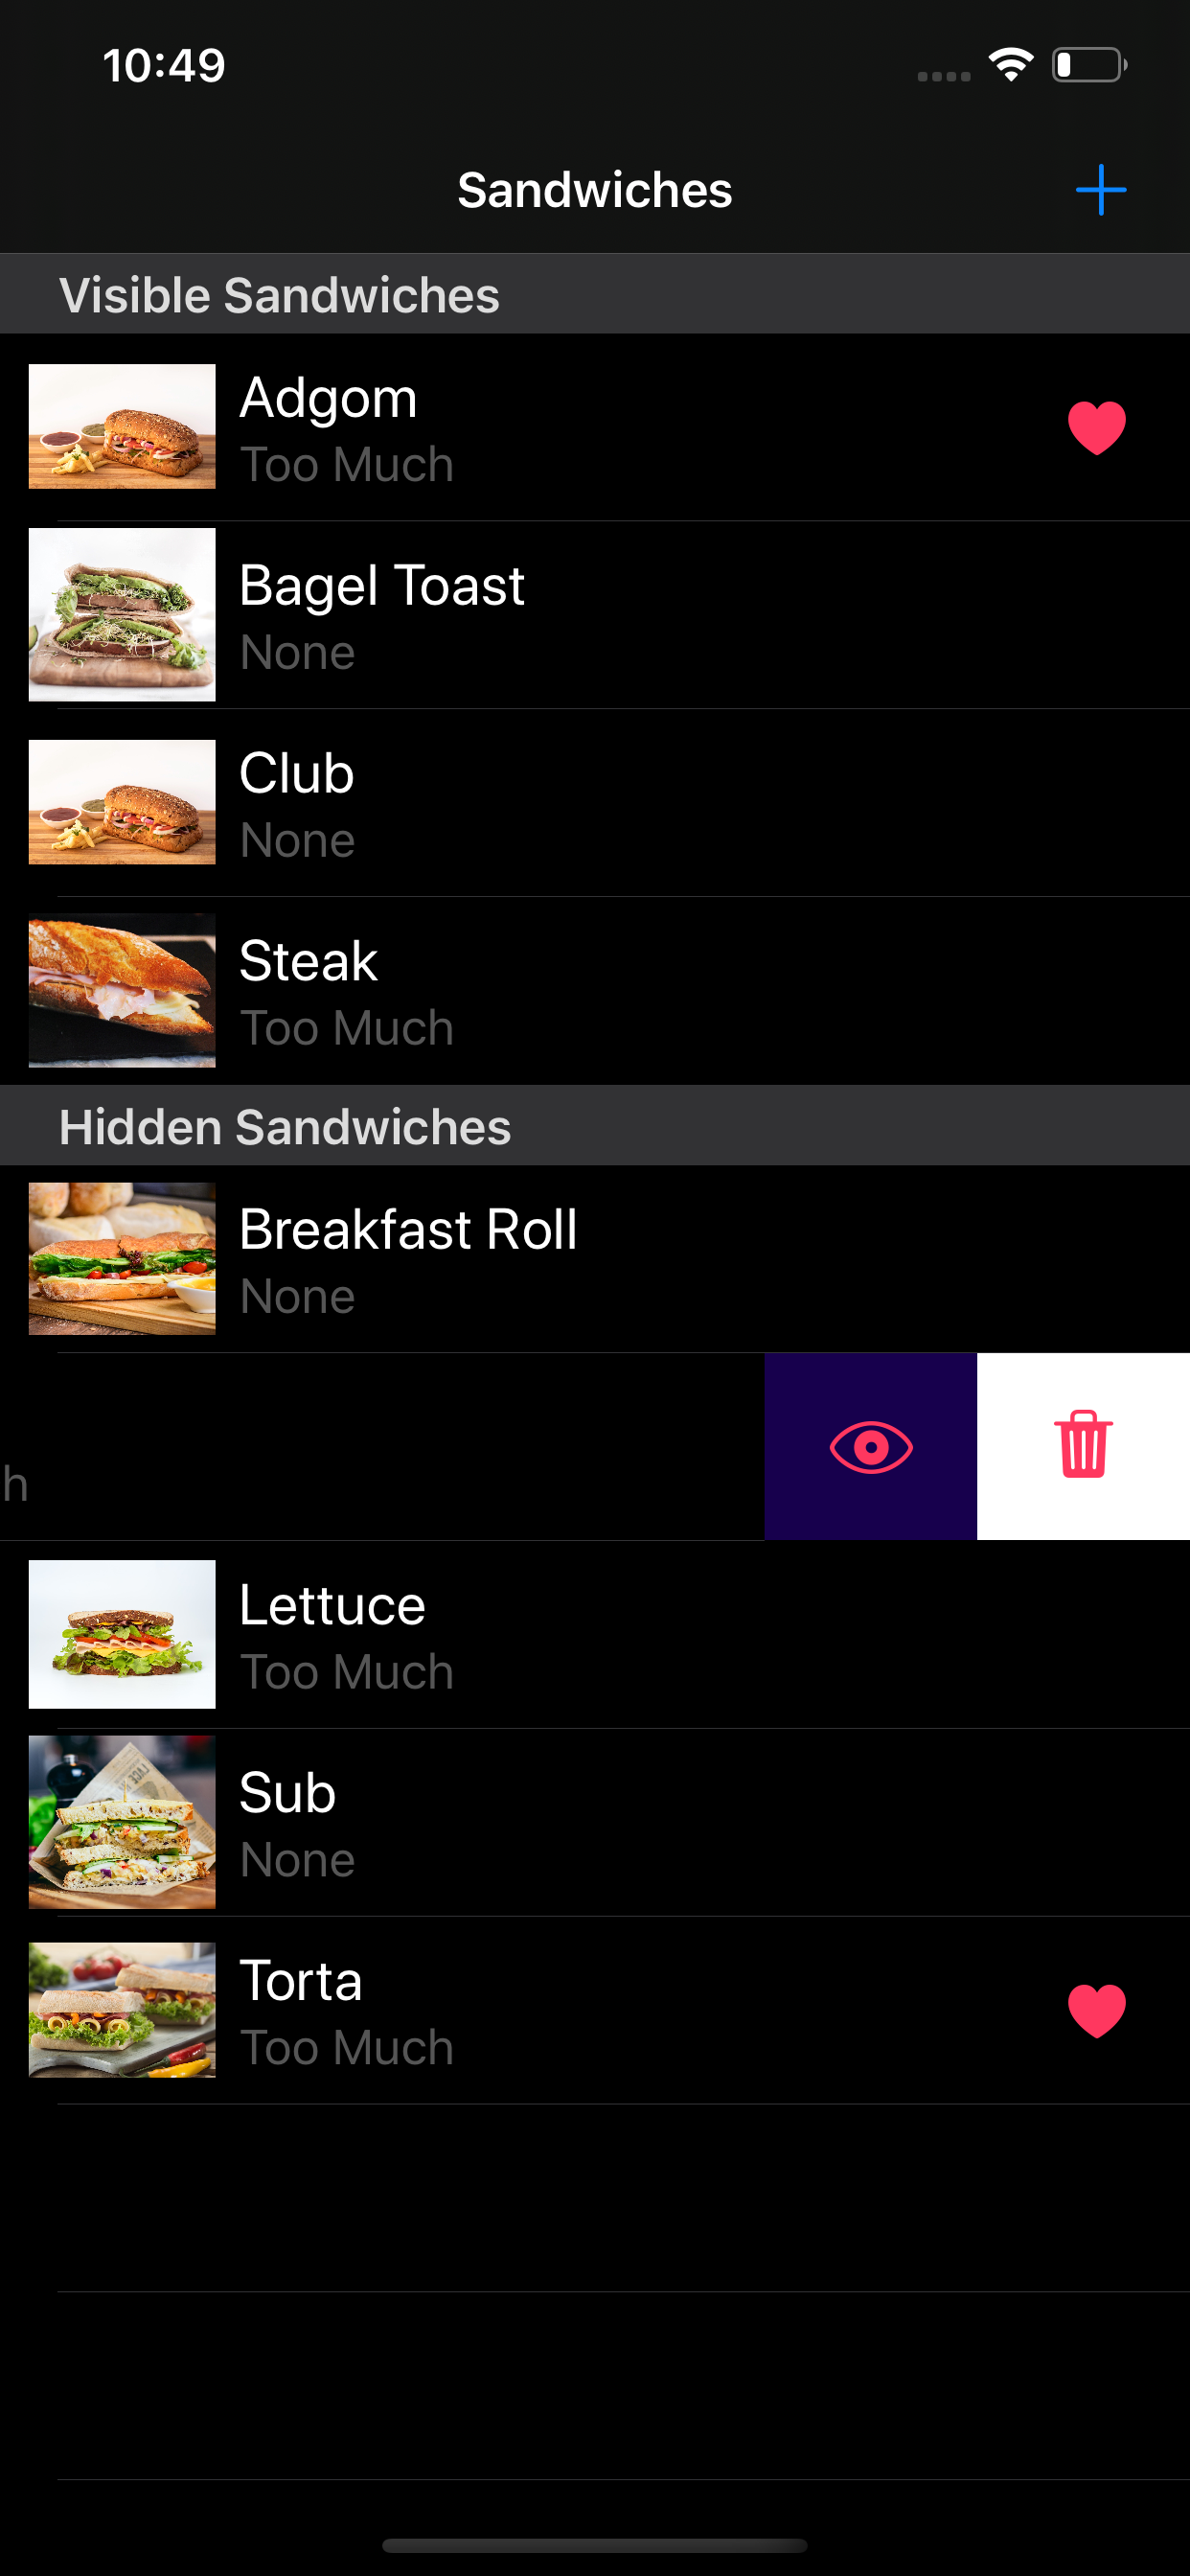 10:49
Sandwiches
Visible Sandwiches
Adgom
Too Much
Bagel Toast
None
Club
None
Steak
Too Much
Hidden Sandwiches
Breakfast Roll
None
h
Lettuce
Too Much
Sub
None
Torta
Too Much